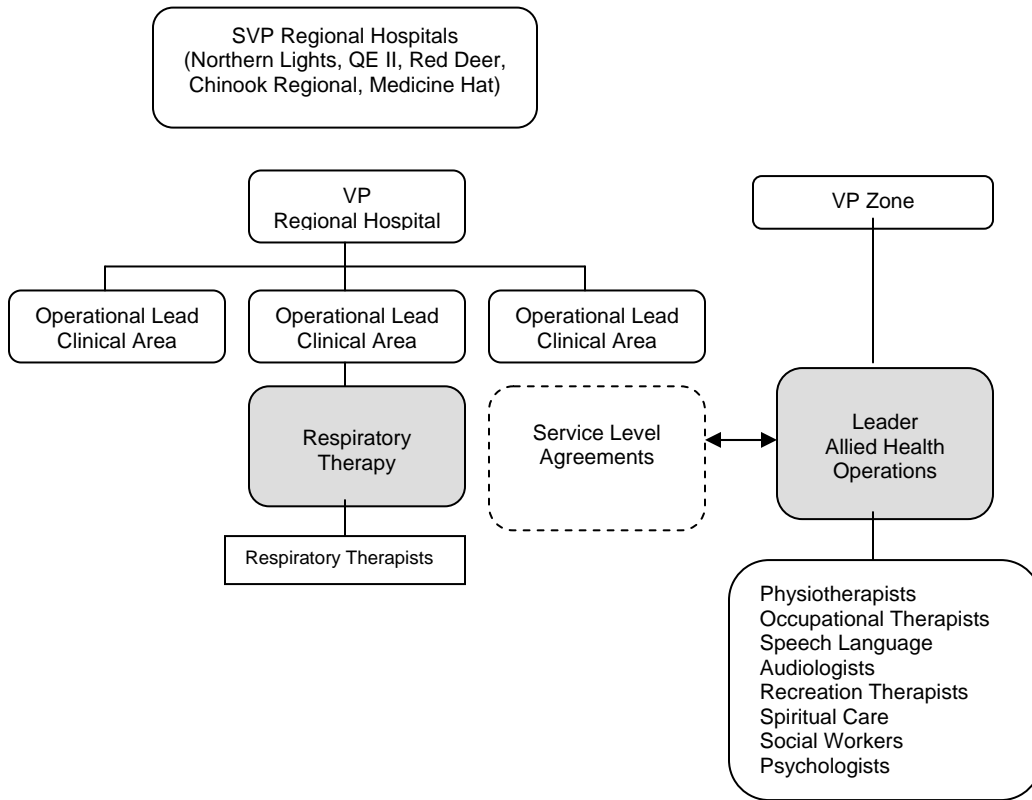 SVP Regional Hospitals
(Northern Lights, QE II, Red Deer,
Chinook Regional, Medicine Hat)
VP
Regional Hospital
VP Zone
Operational Lead
Clinical Area
Operational Lead
Clinical Area
Operational Lead
Clinical Area
Respiratory
Therapy
Service Level
Agreements
Leader
Allied Health
Operations
Respiratory Therapists
Physiotherapists
Occupational Therapists
Speech Language
Audiologists
Recreation Therapists
Spiritual Care
Social Workers
Psychologists